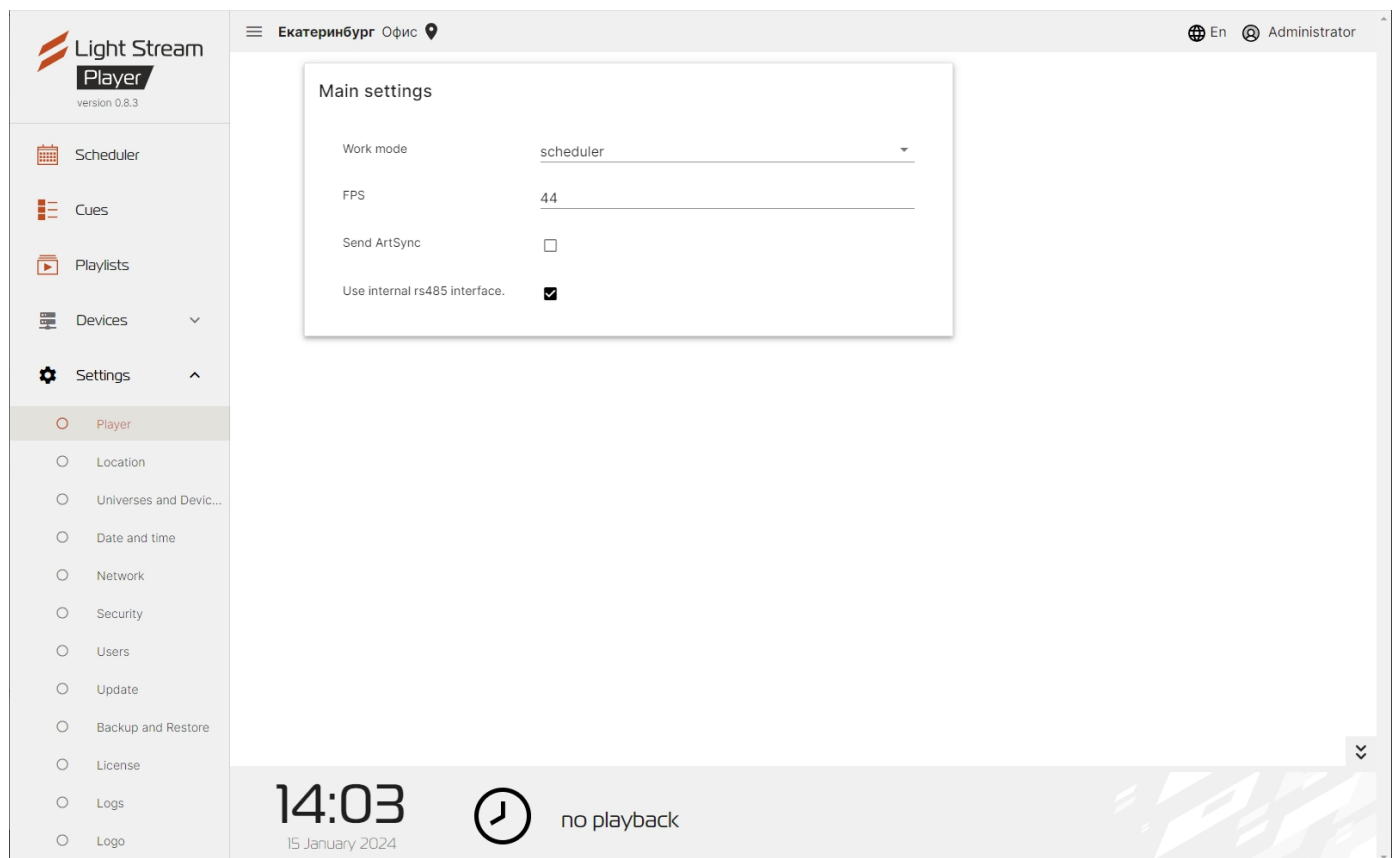 Light Stream
Player
version 0.8.3
Екатеринбург Офис
En
Administrator
Scheduler
Cues
Playlists
Devices
Settings
Player
Location
Universes and Devic...
Date and time
Network
Security
Users
Update
Backup and Restore
License
Logs
Logo
Main settings
Work mode
scheduler
FPS
44
Send ArtSync
Use internal rs485 interface.
14:03
15 January 2024
no playback